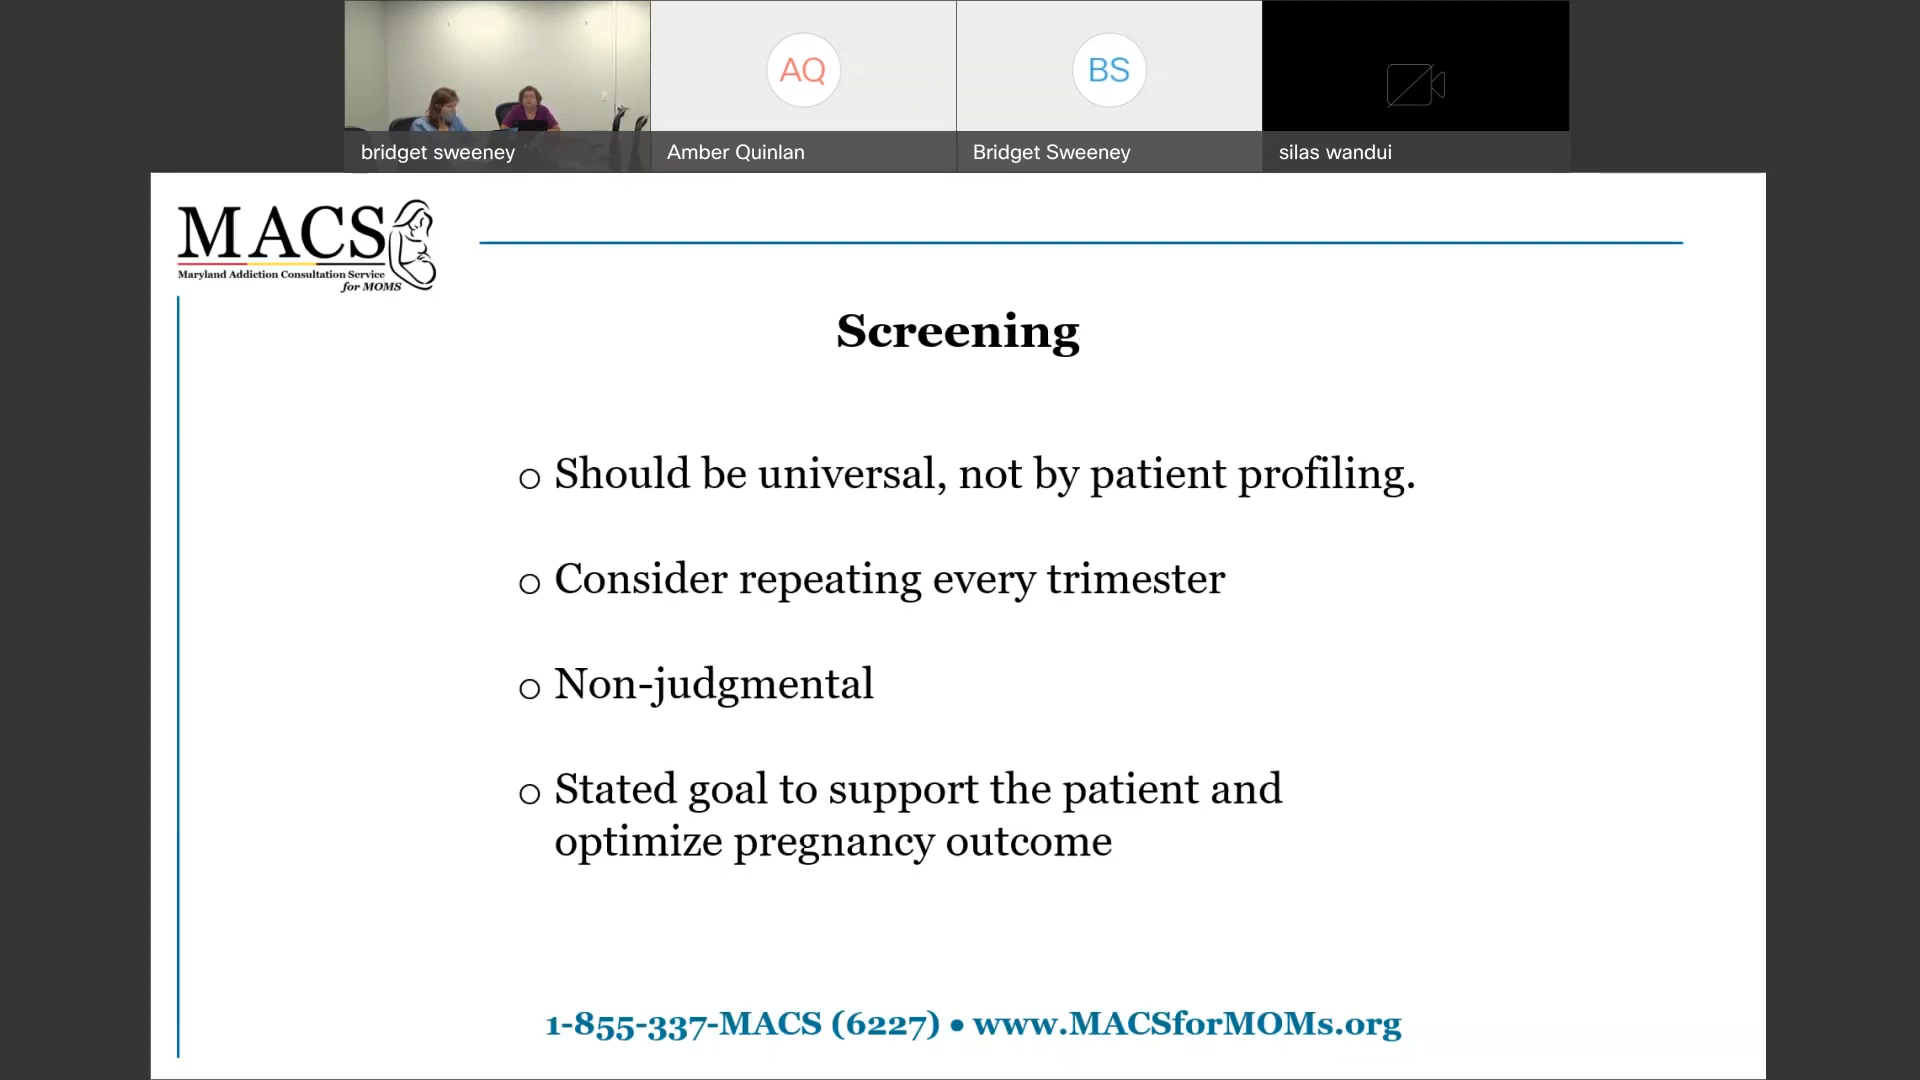 AQ
BS
bridget sweeney
Amber Quinlan
Bridget Sweeney
silas wandui
MACS
Maryland Addiction Consultation Service
for MOMS
Screening
o Should be universal, not by patient profiling.
o Consider repeating every trimester
o Non-judgmental
o Stated goal to support the patient and
optimize pregnancy outcome
1-855-337-MACS (6227) • www.MACSforMOMs.org